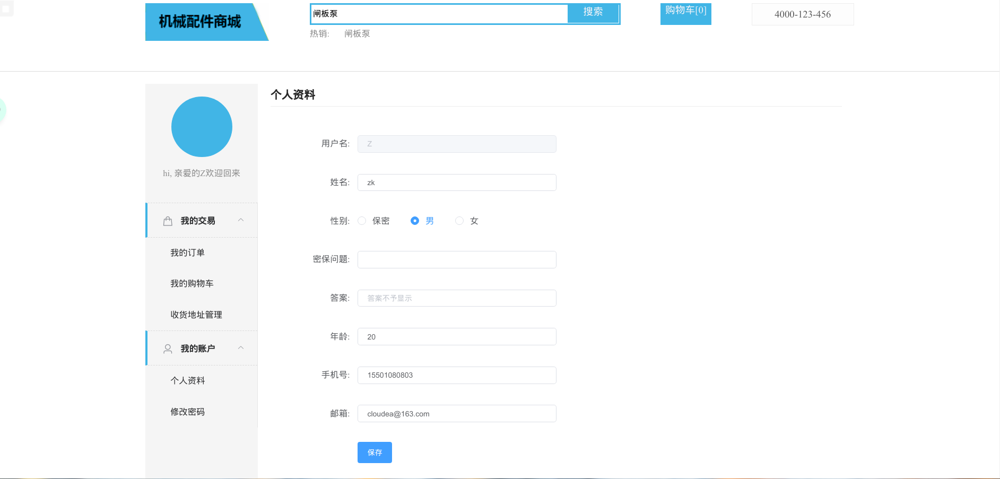 机械配件商城
闸板泵
搜索
购物车[0]
4000-123-456
热销: 闸板泵
hi, 亲爱的Z欢迎回来
我的交易
我的订单
我的购物车
收货地址管理
我的账户
个人资料
修改密码
个人资料
用户名: Z
姓名: zk
性别: 保密 男 女
密保问题:
答案: 答案不予显示
年龄: 20
手机号: 15501080803
邮箱: cloudea@163.com
保存